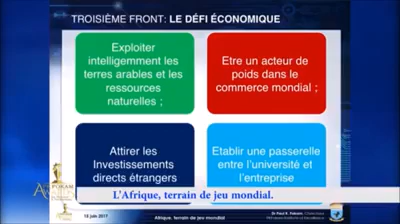 TROISIÈME FRONT: LE DÉFI ÉCONOMIQUE
Exploiter
intelligemment les
terres arables et les
ressources
naturelles ;
Etre un acteur de
poids dans le
commerce mondial ;
Attirer les
Investissements
directs étrangers
Etablir une passerelle
entre l'université et
l'entreprise
L'Afrique, terrain de jeu mondial.
15 juin 2017
Afrique, terrain de jeu mondial